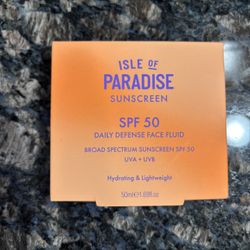 ISLE OF
PARADISE
SUNSCREEN
SPF 50
DAILY DEFENSE FACE FLUID
BROAD SPECTRUM SUNSCREEN SPF 50
UVA + UVB
Hydrating & Lightweight
50ml℮1.69fl.oz